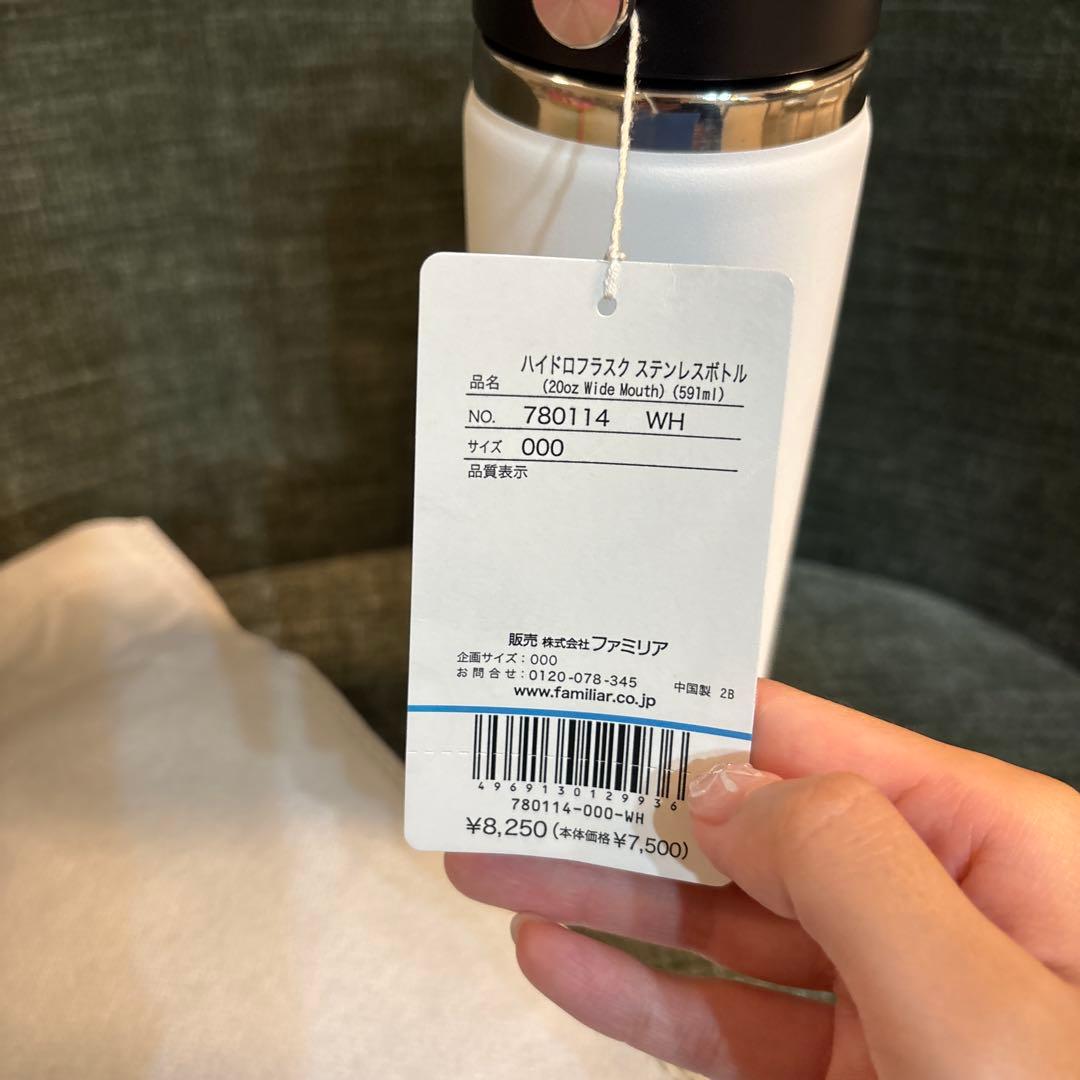 ハイドロフラスク ステンレスボトル
品名 (20oz Wide Mouth) (591ml)
NO. 780114 WH
サイズ 000
品質表示
販売 株式会社ファミリア
企画サイズ：000
お問合せ：0120-078-345 中国製 2B
www.familiar.co.jp
4969130129936
780114-000-WH
¥8,250(本体価格¥7,500)